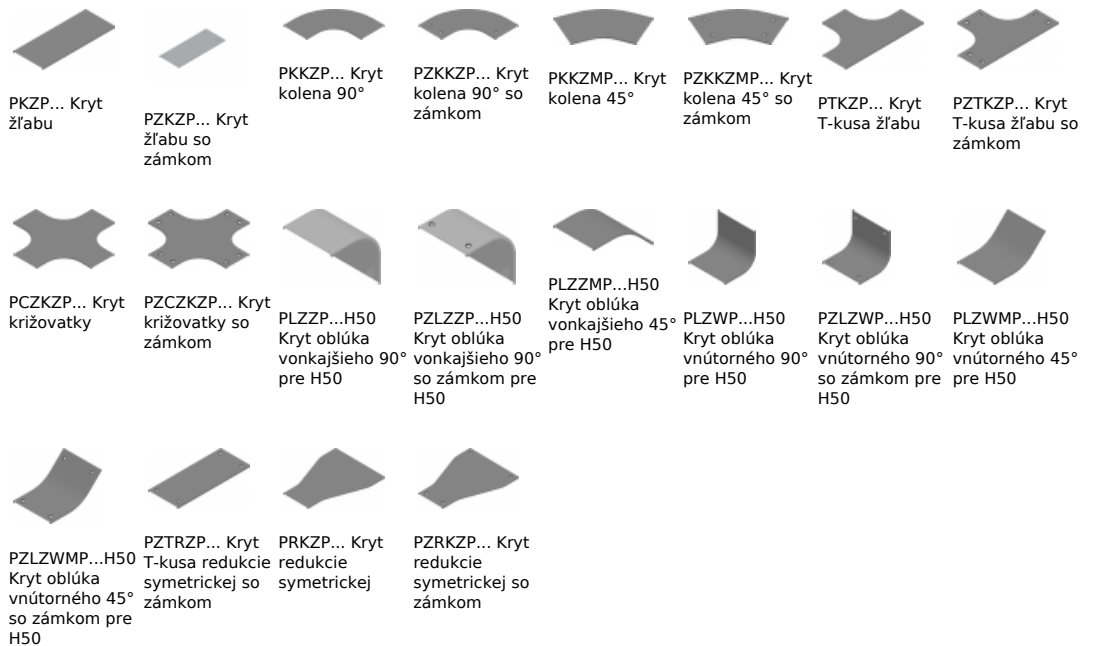 PKZP... Kryt
žľabu
PZKZP... Kryt
žľabu so
zámkom
PKKZP... Kryt
kolena 90°
PZKKZP... Kryt
kolena 90° so
zámkom
PKKZMP... Kryt
kolena 45°
PZKKZMP... Kryt
kolena 45° so
zámkom
PTKZP... Kryt
T-kusa žľabu
PZTKZP... Kryt
T-kusa žľabu so
zámkom
PCZKZP... Kryt
križovatky
PZCZKZP... Kryt
križovatky so
zámkom
PLZZP...H50
Kryt oblúka
vonkajšieho 90°
pre H50
PZLZZP...H50
Kryt oblúka
vonkajšieho 90°
so zámkom pre
H50
PLZZMP...H50
Kryt oblúka
vonkajšieho 45°
pre H50
PLZWP...H50
Kryt oblúka
vnútorného 90°
pre H50
PZLZWP...H50
Kryt oblúka
vnútorného 90°
so zámkom pre
H50
PLZWMP...H50
Kryt oblúka
vnútorného 45°
pre H50
PZLZWMP...H50
Kryt oblúka
vnútorného 45°
so zámkom pre
H50
PZTRZP... Kryt
T-kusa redukcie
symetrickej so
zámkom
PRKZP... Kryt
redukcie
symetrickej
PZRKZP... Kryt
redukcie
symetrickej so
zámkom